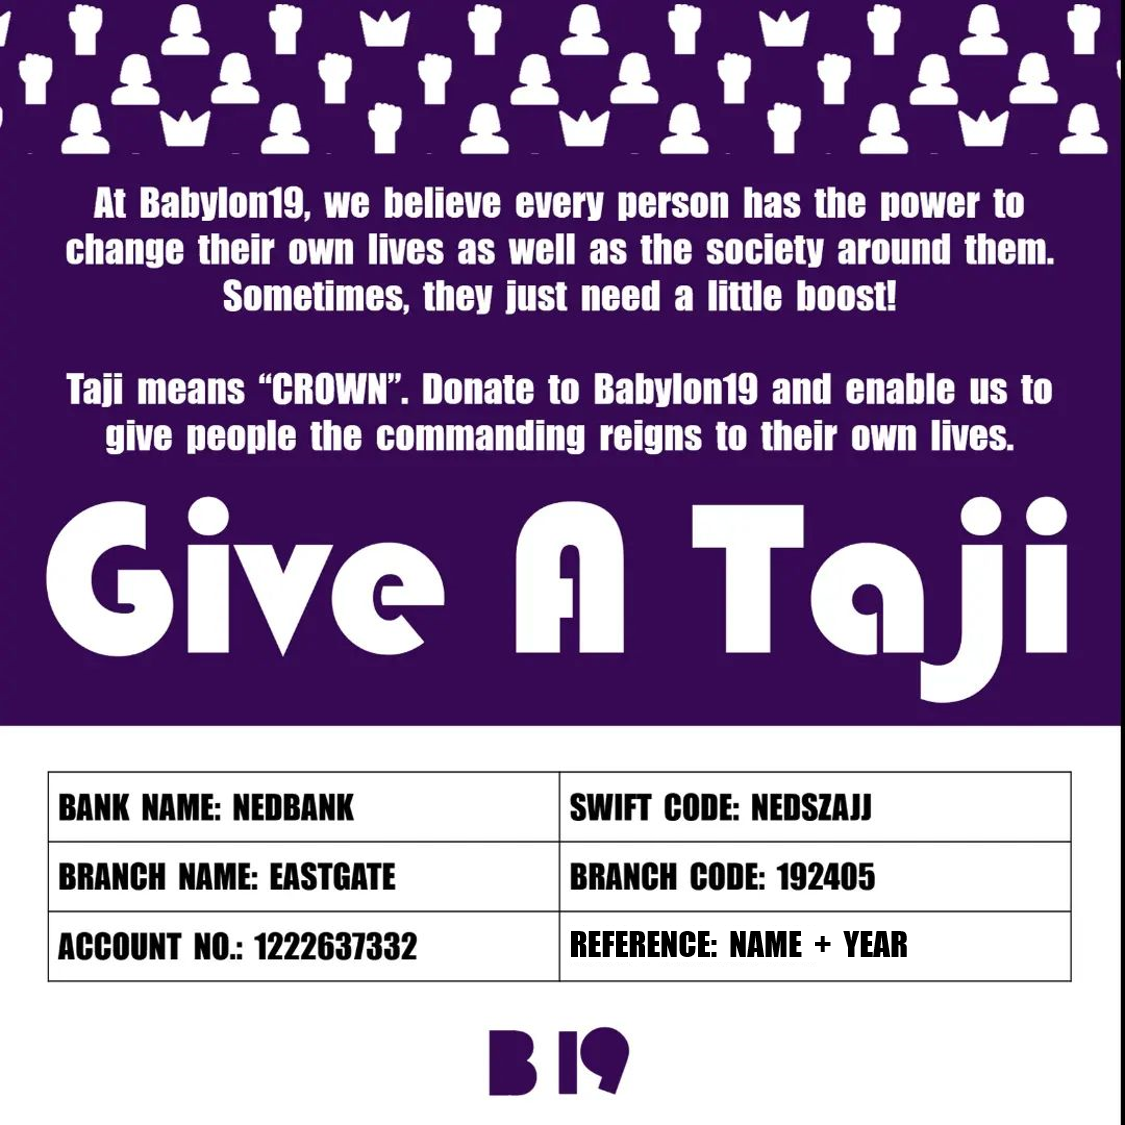 At Babylon19, we believe every person has the power to
change their own lives as well as the society around them.
Sometimes, they just need a little boost!
Taji means “CROWN”. Donate to Babylon19 and enable us to
give people the commanding reigns to their own lives.
Give A Taji
BANK NAME: NEDBANK
SWIFT CODE: NEDSZAJJ
BRANCH NAME: EASTGATE
BRANCH CODE: 192405
ACCOUNT NO.: 1222637332
REFERENCE: NAME + YEAR
B 19